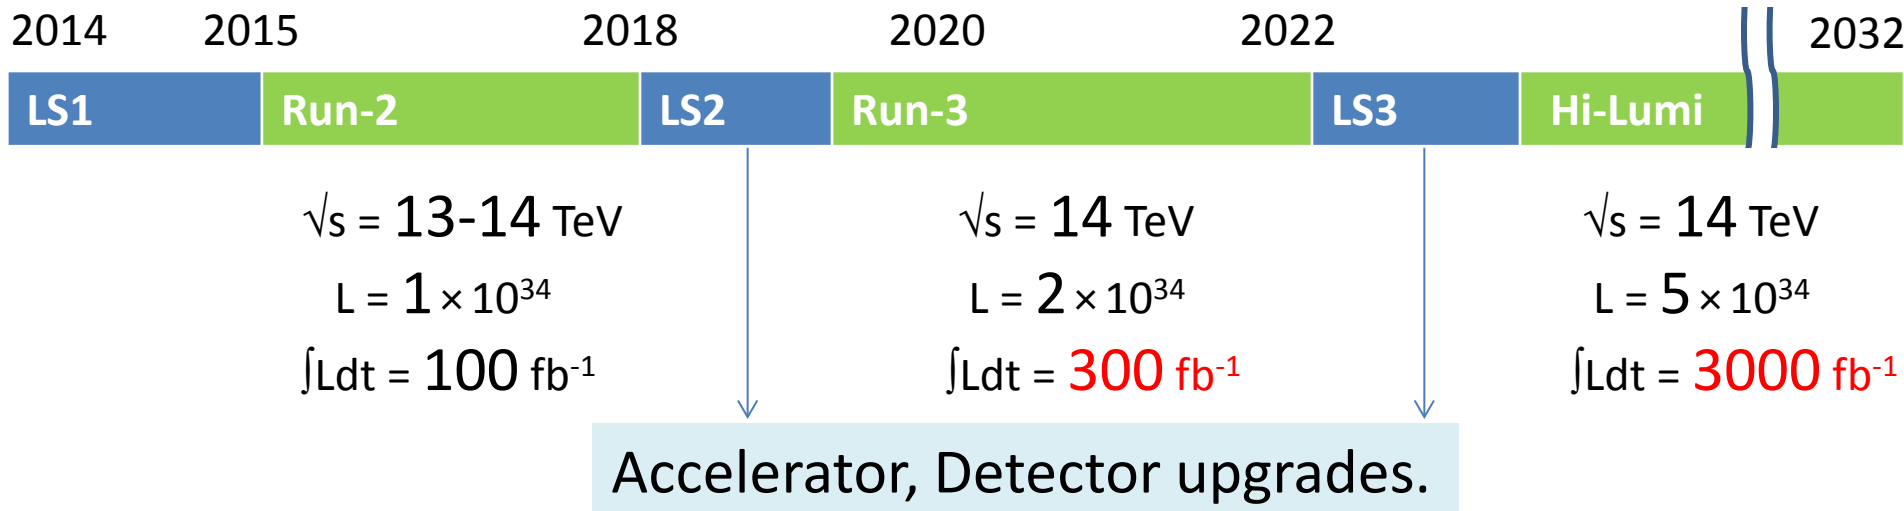 2014 2015 2018 2020 2022 2032
LS1 Run-2 LS2 Run-3 LS3 Hi-Lumi
√s = 13-14 TeV √s = 14 TeV √s = 14 TeV
L = 1 × 10³⁴ L = 2 × 10³⁴ L = 5 × 10³⁴
∫Ldt = 100 fb⁻¹ ∫Ldt = 300 fb⁻¹ ∫Ldt = 3000 fb⁻¹
Accelerator, Detector upgrades.